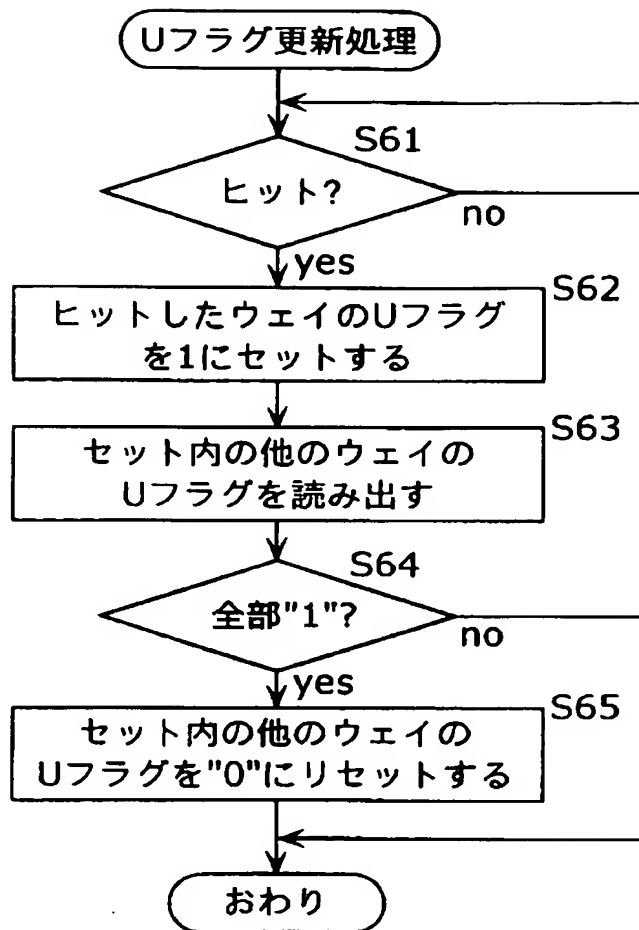 Uフラグ更新処理
S61
ヒット?
no
yes
S62
ヒットしたウェイのUフラグ
を1にセットする
S63
セット内の他のウェイの
Uフラグを読み出す
S64
全部"1"?
no
yes
S65
セット内の他のウェイの
Uフラグを"0"にリセットする
おわり